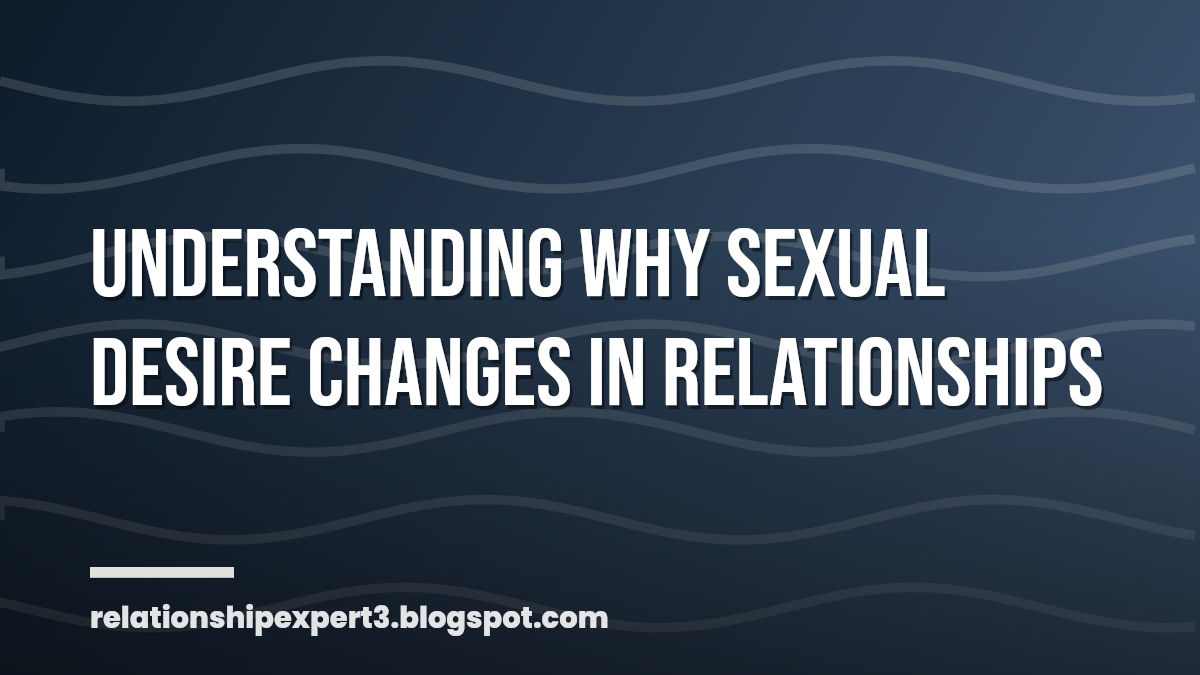 UNDERSTANDING WHY SEXUAL
DESIRE CHANGES IN RELATIONSHIPS
relationshipexpert3.blogspot.com